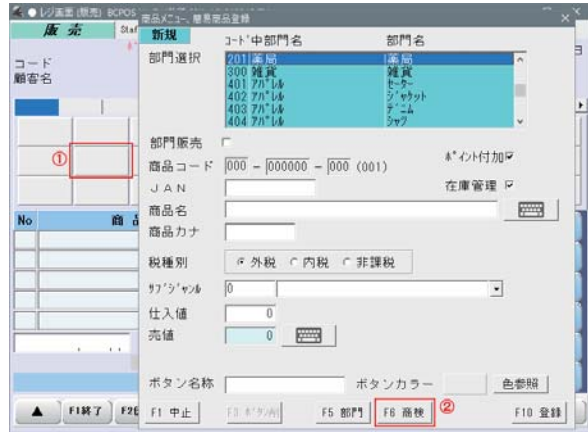 ●レジ画面 (販売) BCPOS
商品メニュー、簡易商品登録
販 売
Staf
新規
ｺｰﾄﾞ 中部門名 部門名
部門選択
201 薬局 薬局
300 雑貨 雑貨
401 ｱﾊﾟﾚﾙ ｾｰﾀｰ
402 ｱﾊﾟﾚﾙ ｼﾞｬｹｯﾄ
403 ｱﾊﾟﾚﾙ ﾃﾞﾆﾑ
404 ｱﾊﾟﾚﾙ ｼｬﾂ
コード
顧客名
部門販売
①
商品コード 000 - 000000 - 000 (001)
ﾎﾟｲﾝﾄ付加
JAN
在庫管理
商品名
No 商
商品カナ
税種別 外税 内税 非課税
ｻﾌﾞｼﾞｬﾝﾙ 0
仕入値 0
売値 0
ボタン名称 ボタンカラー 色参照
②
▲ F1終了
F1 中止 F5 部門 F6 商検 F10 登録